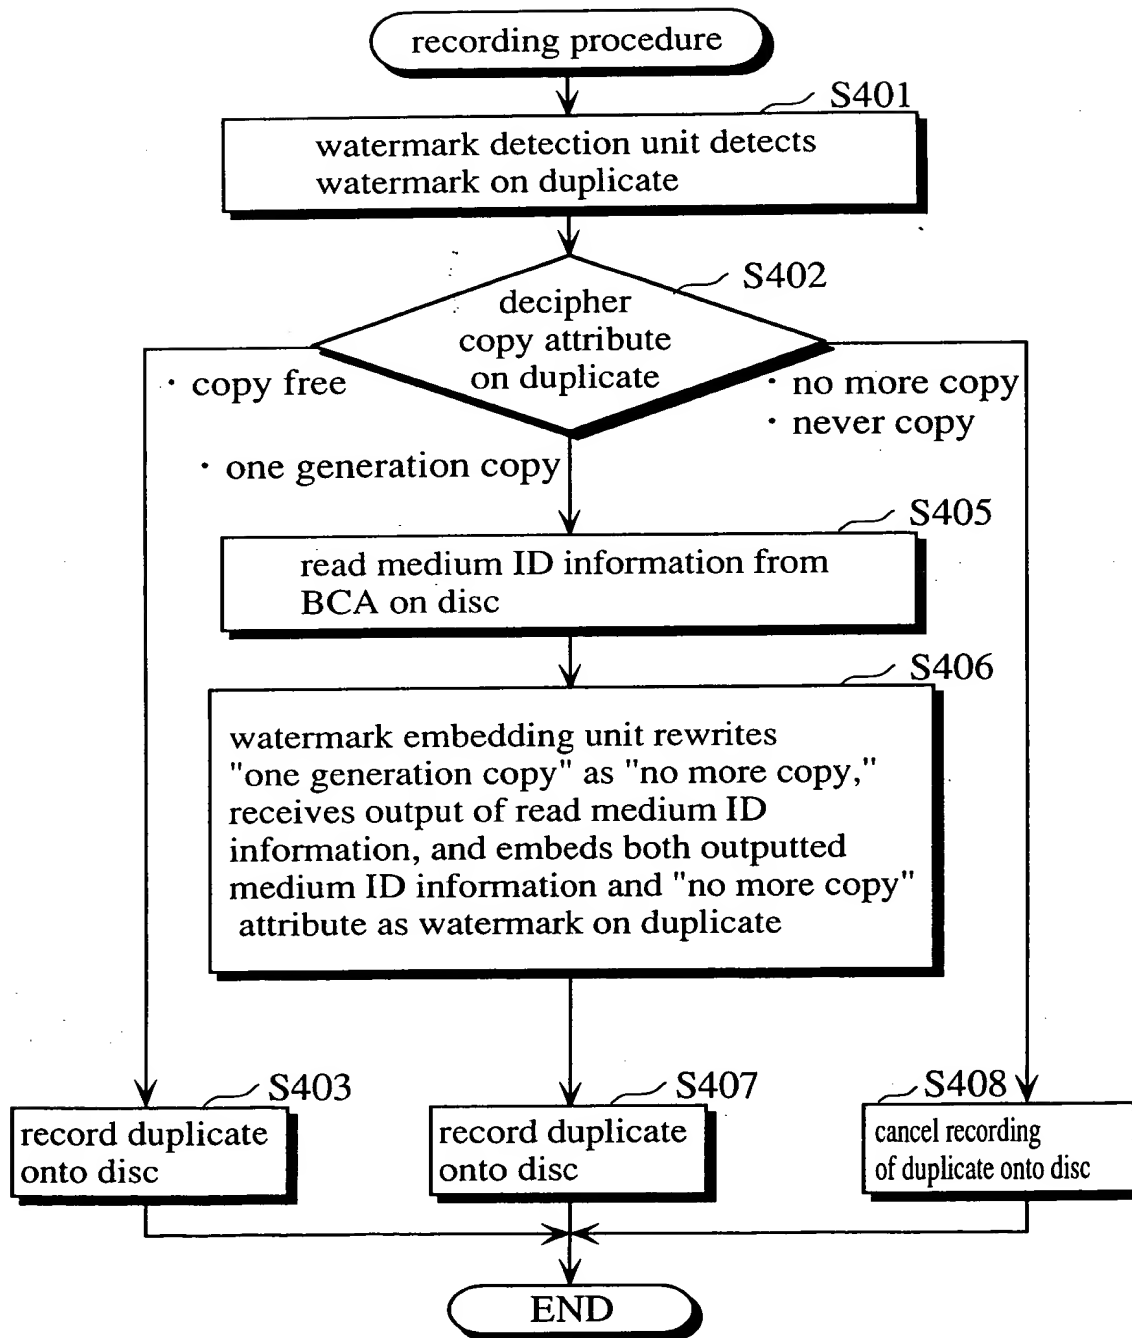 recording procedure
S401
watermark detection unit detects
watermark on duplicate
S402
decipher
copy attribute
on duplicate
· copy free
· no more copy
· never copy
· one generation copy
S405
read medium ID information from
BCA on disc
S406
watermark embedding unit rewrites
"one generation copy" as "no more copy,"
receives output of read medium ID
information, and embeds both outputted
medium ID information and "no more copy"
attribute as watermark on duplicate
S403
record duplicate
onto disc
S407
record duplicate
onto disc
S408
cancel recording
of duplicate onto disc
END